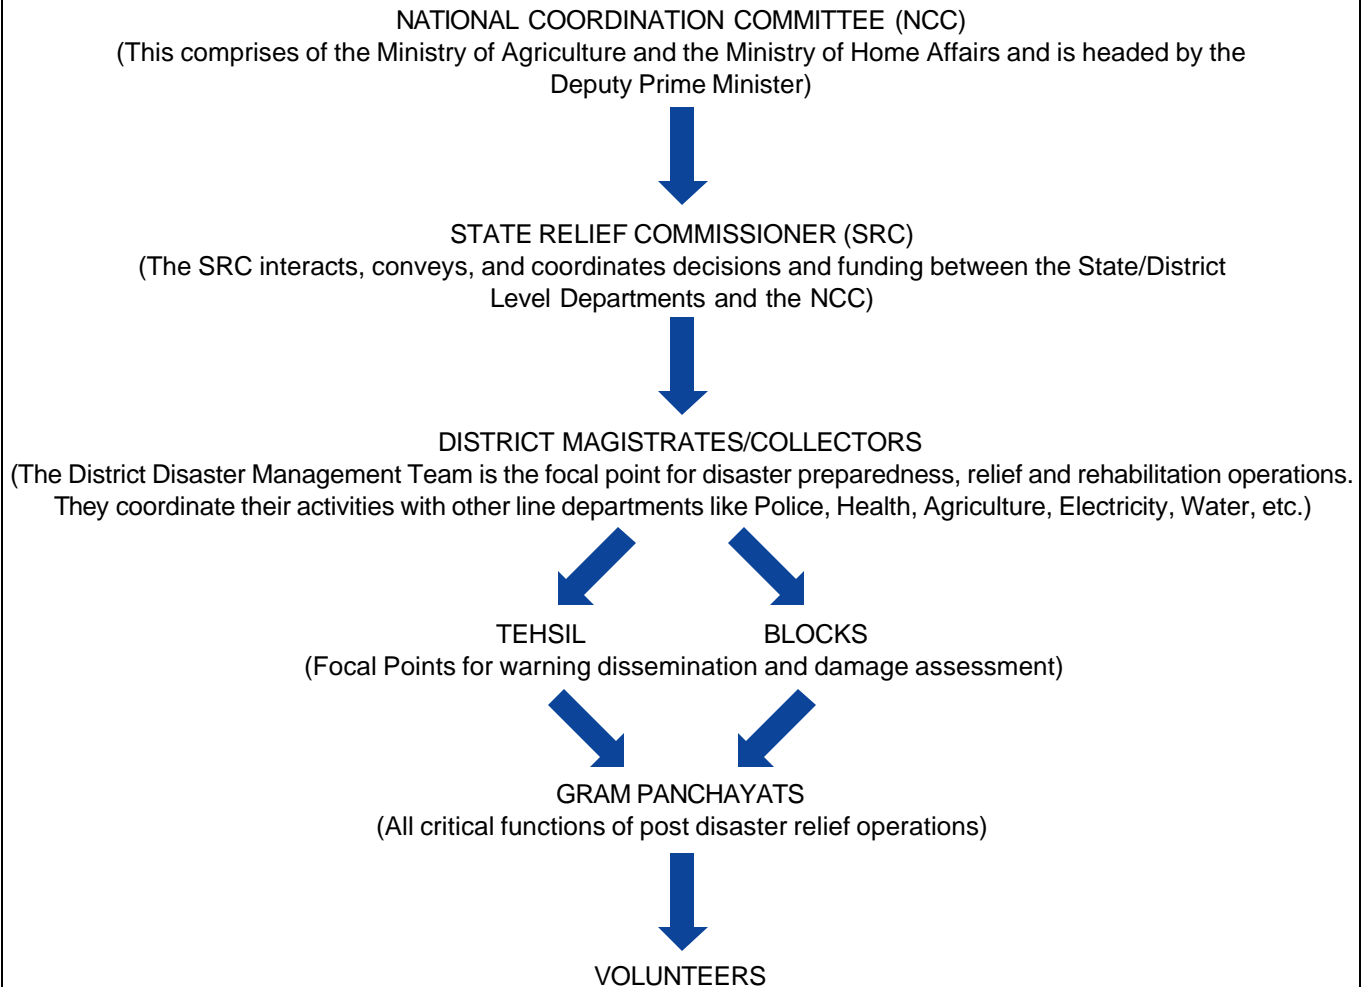 NATIONAL COORDINATION COMMITTEE (NCC)
(This comprises of the Ministry of Agriculture and the Ministry of Home Affairs and is headed by the
Deputy Prime Minister)
STATE RELIEF COMMISSIONER (SRC)
(The SRC interacts, conveys, and coordinates decisions and funding between the State/District
Level Departments and the NCC)
DISTRICT MAGISTRATES/COLLECTORS
(The District Disaster Management Team is the focal point for disaster preparedness, relief and rehabilitation operations.
They coordinate their activities with other line departments like Police, Health, Agriculture, Electricity, Water, etc.)
TEHSIL BLOCKS
(Focal Points for warning dissemination and damage assessment)
GRAM PANCHAYATS
(All critical functions of post disaster relief operations)
VOLUNTEERS